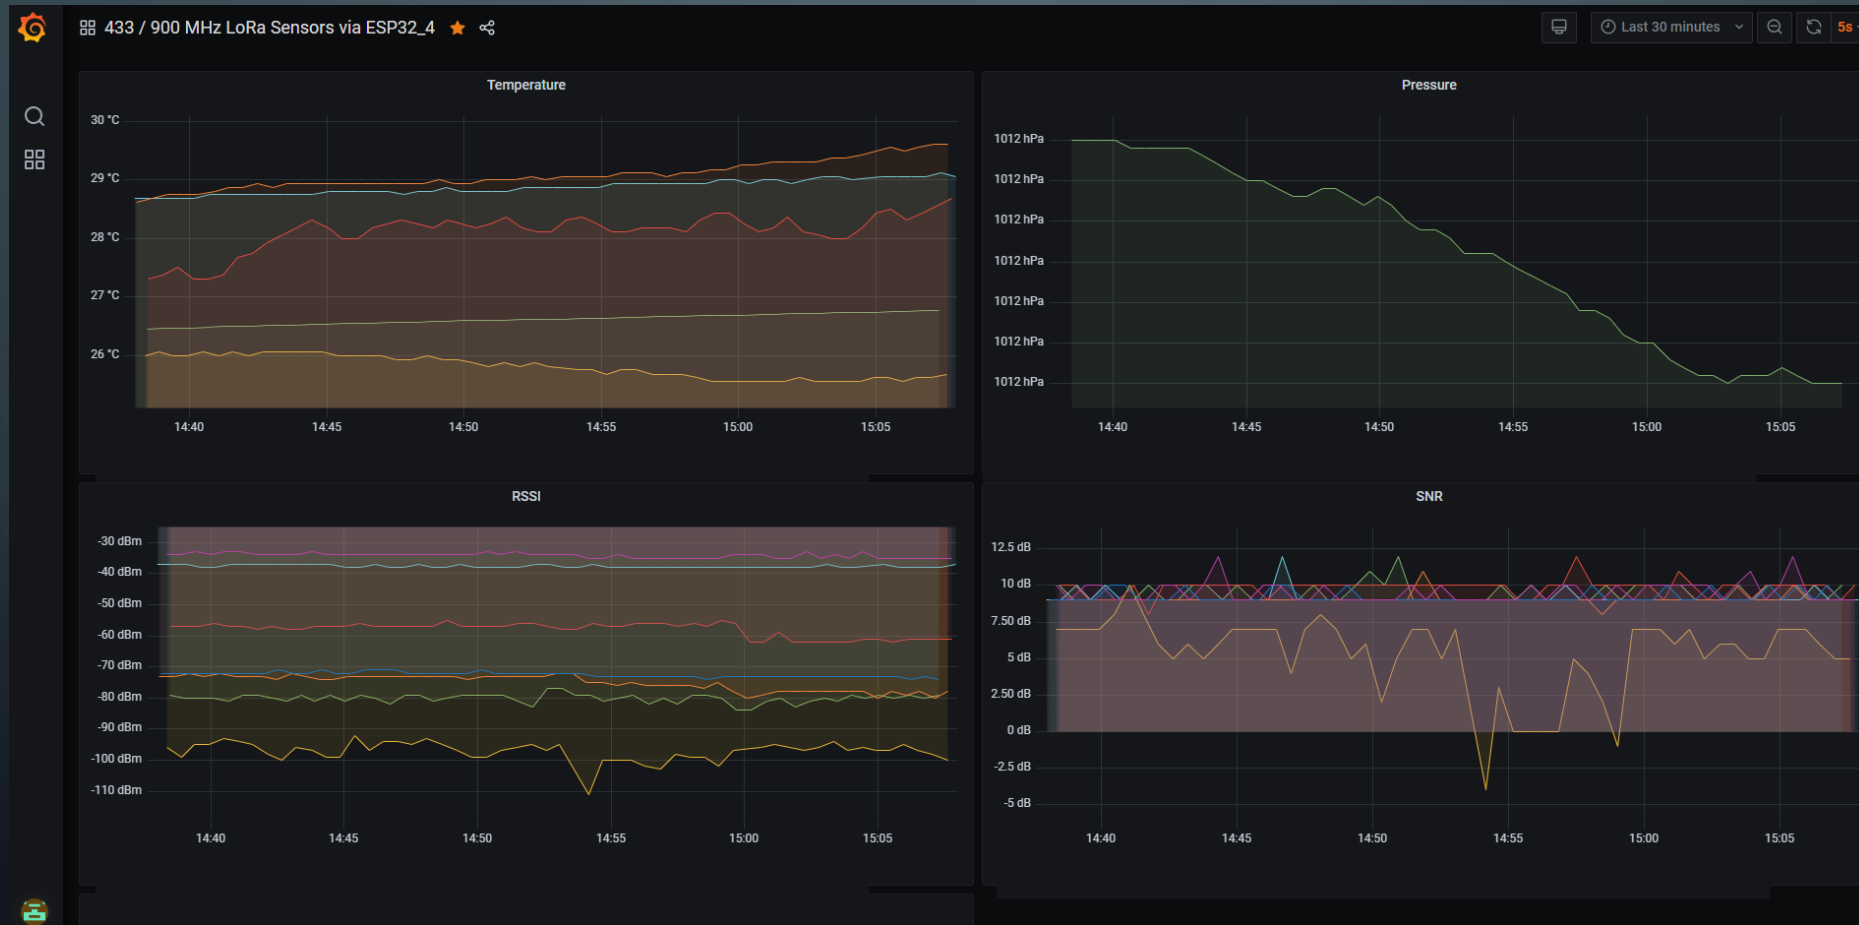 433 / 900 MHz LoRa Sensors via ESP32_4
Last 30 minutes
5s
Temperature
30 °C
29 °C
28 °C
27 °C
26 °C
14:40 14:45 14:50 14:55 15:00 15:05
Pressure
1012 hPa
1012 hPa
1012 hPa
1012 hPa
1012 hPa
1012 hPa
1012 hPa
14:40 14:45 14:50 14:55 15:00 15:05
RSSI
-30 dBm
-40 dBm
-50 dBm
-60 dBm
-70 dBm
-80 dBm
-90 dBm
-100 dBm
-110 dBm
14:40 14:45 14:50 14:55 15:00 15:05
SNR
12.5 dB
10 dB
7.50 dB
5 dB
2.50 dB
0 dB
-2.5 dB
-5 dB
14:40 14:45 14:50 14:55 15:00 15:05